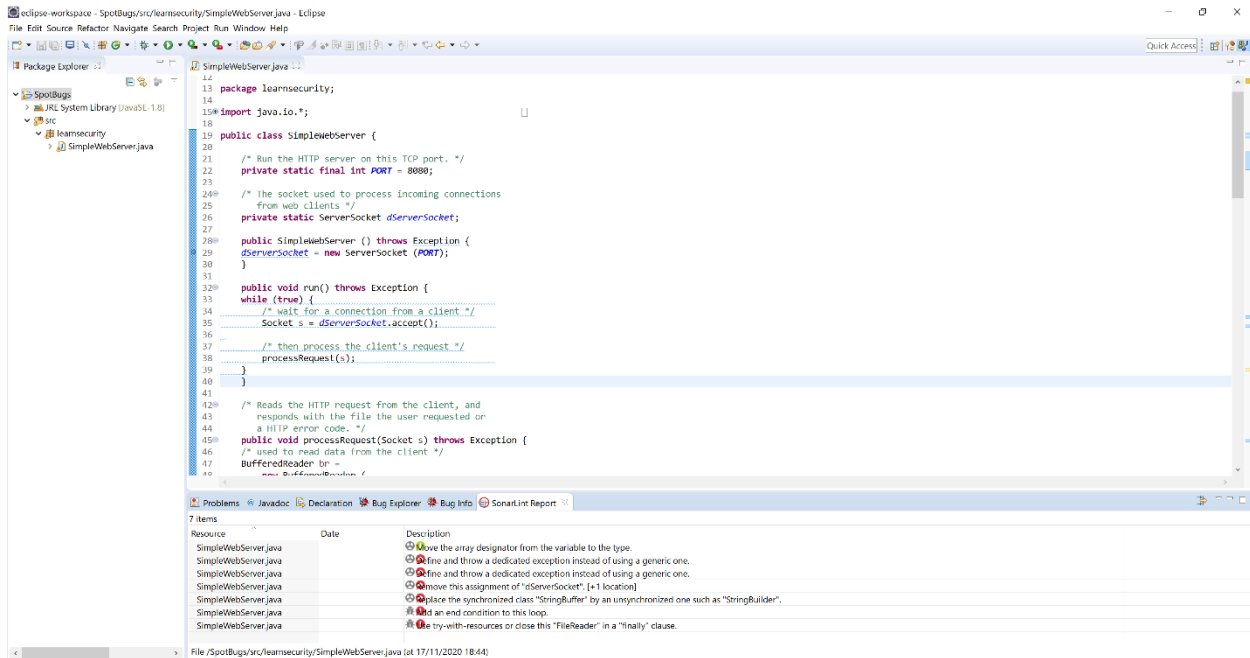 eclipse-workspace - SpotBugs/src/learnsecurity/SimpleWebServer.java - Eclipse
File Edit Source Refactor Navigate Search Project Run Window Help
Quick Access
Package Explorer
SimpleWebServer.java
SpotBugs
JRE System Library [JavaSE-1.8]
src
learnsecurity
SimpleWebServer.java
12
13 package learnsecurity;
14
15 import java.io.*;
18
19 public class SimpleWebServer {
20
21 /* Run the HTTP server on this TCP port. */
22 private static final int PORT = 8080;
23
24 /* The socket used to process incoming connections
25 from web clients */
26 private static ServerSocket dServerSocket;
27
28 public SimpleWebServer () throws Exception {
29 dServerSocket = new ServerSocket (PORT);
30 }
31
32 public void run() throws Exception {
33 while (true) {
34 /* wait for a connection from a client */
35 Socket s = dServerSocket.accept();
36
37 /* then process the client's request */
38 processRequest(s);
39 }
40 }
41
42 /* Reads the HTTP request from the client, and
43 responds with the file the user requested or
44 a HTTP error code. */
45 public void processRequest(Socket s) throws Exception {
46 /* used to read data from the client */
47 BufferedReader br =
48 new BufferedReader (
Problems Javadoc Declaration Bug Explorer Bug Info SonarLint Report
7 items
Resource Date Description
SimpleWebServer.java Move the array designator from the variable to the type.
SimpleWebServer.java Define and throw a dedicated exception instead of using a generic one.
SimpleWebServer.java Define and throw a dedicated exception instead of using a generic one.
SimpleWebServer.java Remove this assignment of "dServerSocket". [+1 location]
SimpleWebServer.java Replace the synchronized class "StringBuffer" by an unsynchronized one such as "StringBuilder".
SimpleWebServer.java Add an end condition to this loop.
SimpleWebServer.java Use try-with-resources or close this "FileReader" in a "finally" clause.
File /SpotBugs/src/learnsecurity/SimpleWebServer.java (at 17/11/2020 18:44)